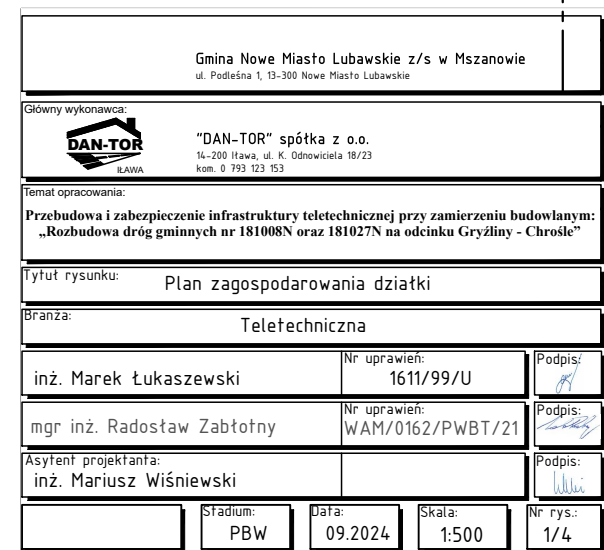 Gmina Nowe Miasto Lubawskie z/s w Mszanowie
ul. Podleśna 1, 13-300 Nowe Miasto Lubawskie
Główny wykonawca:
DAN-TOR
IŁAWA
"DAN-TOR" spółka z o.o.
14-200 Iława, ul. K. Odnowiciela 18/23
kom. 0 793 123 153
Temat opracowania:
Przebudowa i zabezpieczenie infrastruktury teletechnicznej przy zamierzeniu budowlanym:
„Rozbudowa dróg gminnych nr 181008N oraz 181027N na odcinku Gryźliny - Chrośle”
Tytuł rysunku:
Plan zagospodarowania działki
Branża:
Teletechniczna
inż. Marek Łukaszewski
Nr uprawień:
1611/99/U
Podpis:
mgr inż. Radosław Zabłotny
Nr uprawień:
WAM/0162/PWBT/21
Podpis:
Asytent projektanta:
inż. Mariusz Wiśniewski
Podpis:
Stadium:
PBW
Data:
09.2024
Skala:
1:500
Nr rys.:
1/4